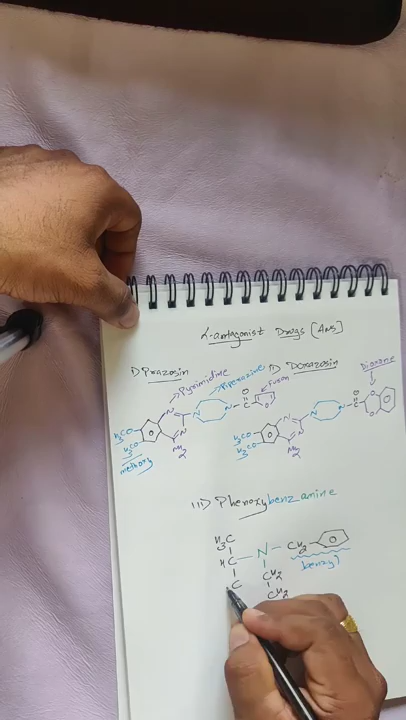 α-antagonist Drugs [ANS]
I) Prazosin II) Doxazosin
Pyrimidine Piperazine furan Dioxane
O O
N N N C O N N N C O O
H₃CO N H₃CO N
H₃CO NH₂ H₃CO NH₂
methoxy
III) Phenoxybenzamine
H₃C
H C — N — CH₂
C CH₂ benzyl
CH₂